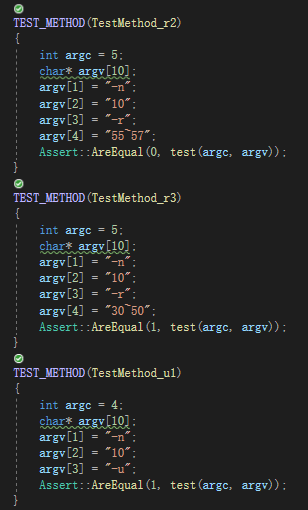 TEST_METHOD(TestMethod_r2)
{
int argc = 5;
char* argv[10];
argv[1] = "-n";
argv[2] = "10";
argv[3] = "-r";
argv[4] = "55~57";
Assert::AreEqual(0, test(argc, argv));
}
TEST_METHOD(TestMethod_r3)
{
int argc = 5;
char* argv[10];
argv[1] = "-n";
argv[2] = "10";
argv[3] = "-r";
argv[4] = "30~50";
Assert::AreEqual(1, test(argc, argv));
}
TEST_METHOD(TestMethod_u1)
{
int argc = 4;
char* argv[10];
argv[1] = "-n";
argv[2] = "10";
argv[3] = "-u";
Assert::AreEqual(1, test(argc, argv));
}